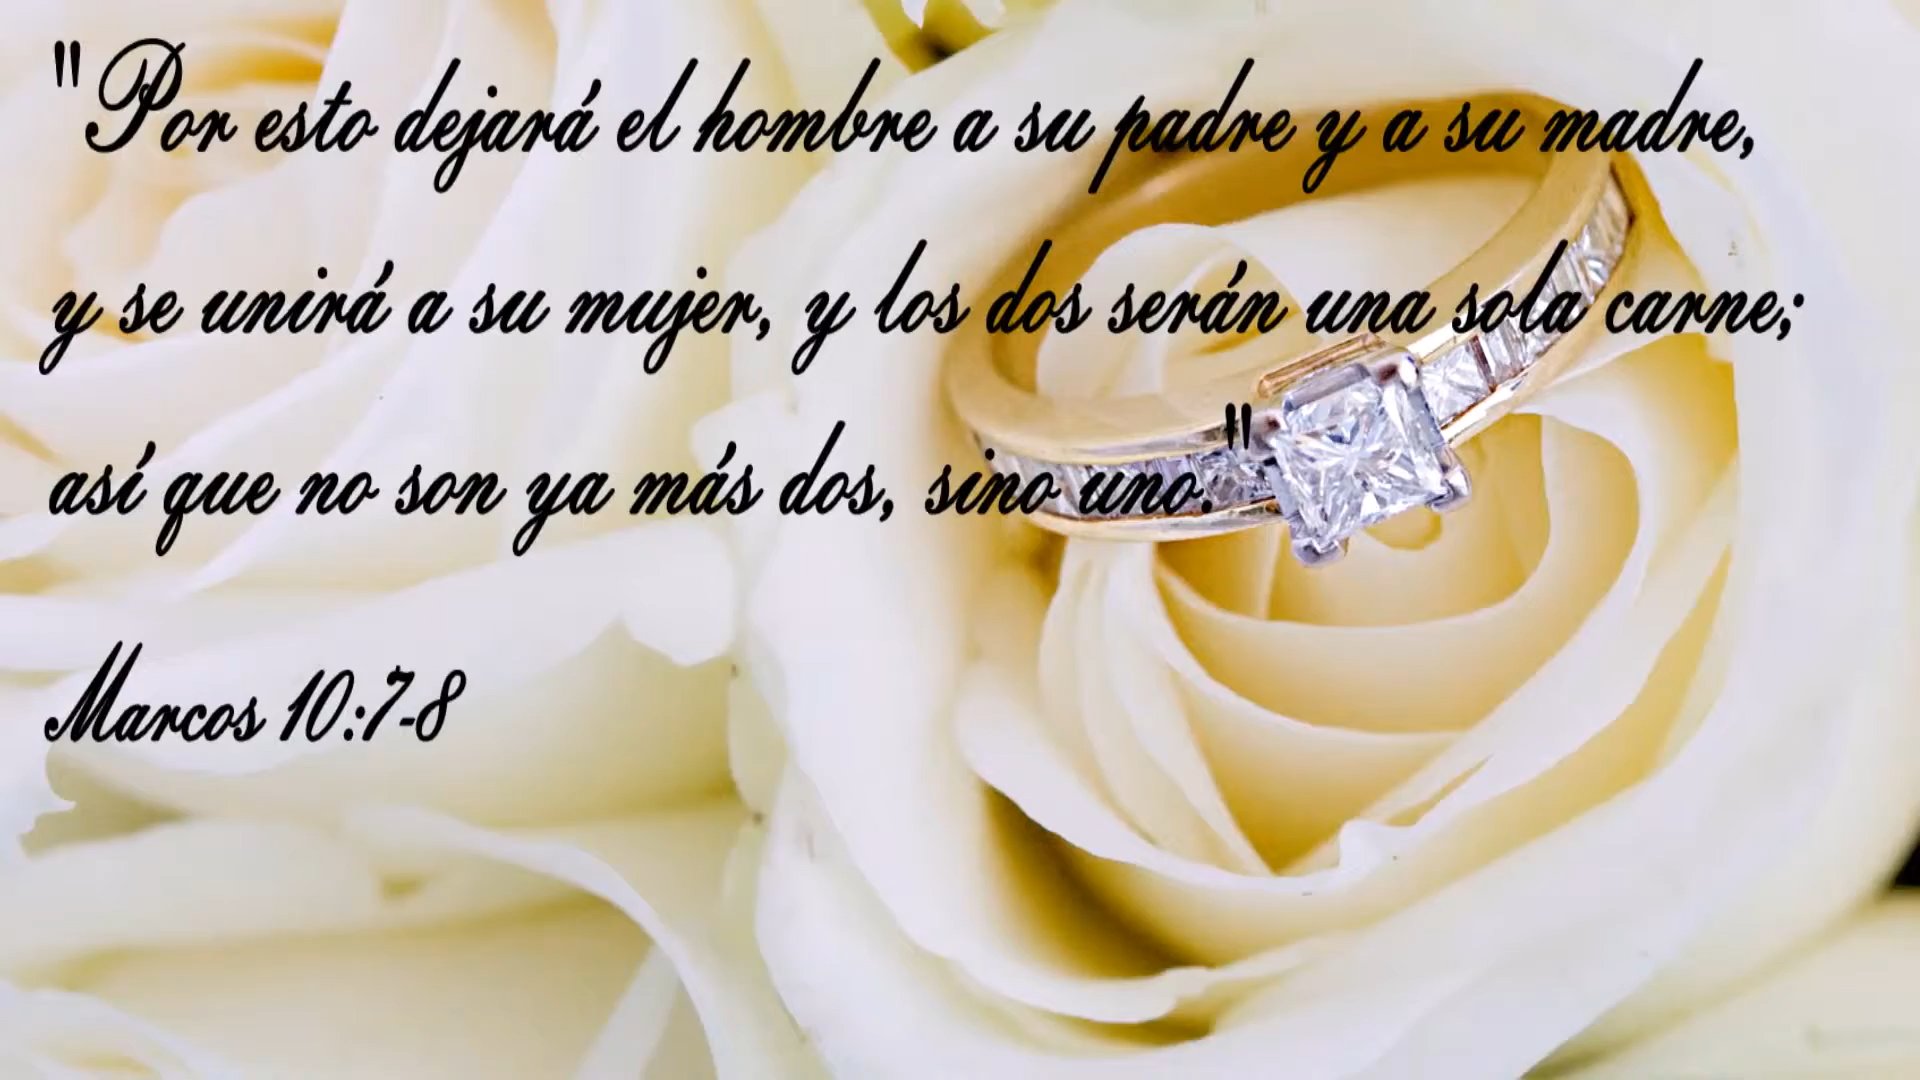 "Por esto dejará el hombre a su padre y a su madre,
y se unirá a su mujer, y los dos serán una sola carne;
así que no son ya más dos, sino uno."
Marcos 10:7-8